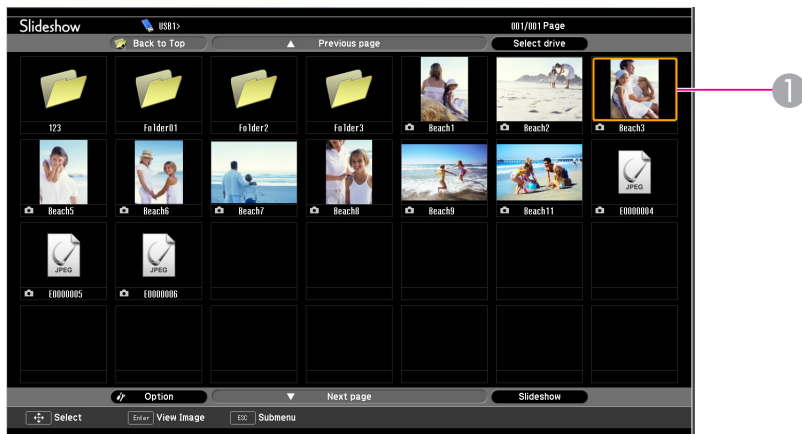 Slideshow USB1> 001/001 Page
Back to Top ▲ Previous page Select drive
123 Folder01 Folder2 Folder3 Beach1 Beach2 Beach3
1
Beach5 Beach6 Beach7 Beach8 Beach9 Beach11 JPEG E0000004
JPEG E0000005 JPEG E0000006
Option ▼ Next page Slideshow
Select Enter View Image ESC Submenu